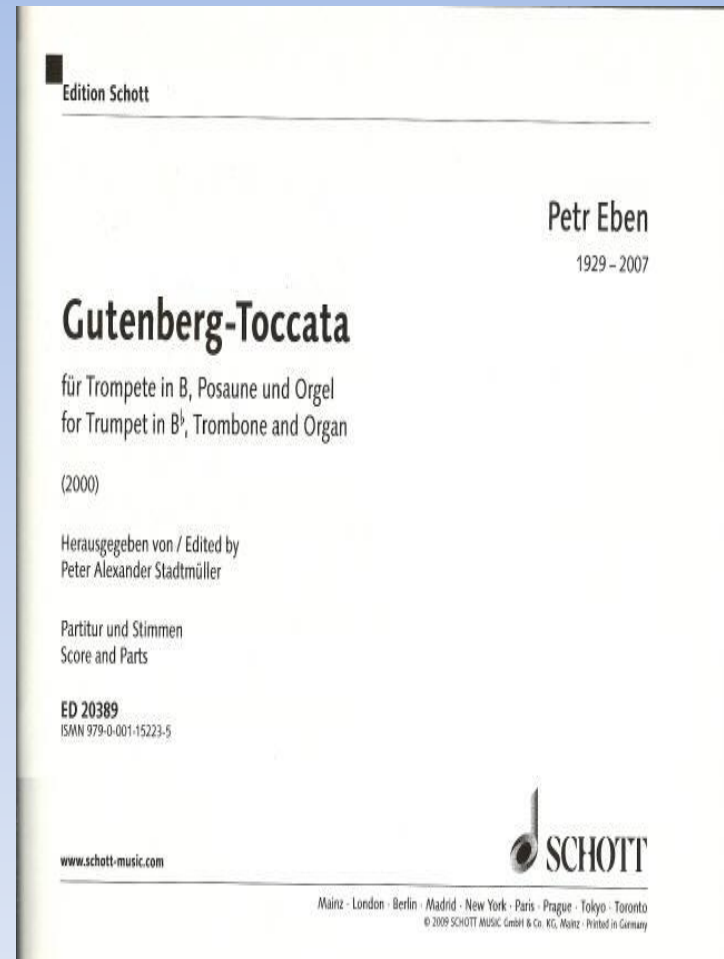 Edition Schott
Petr Eben
1929 – 2007
Gutenberg-Toccata
für Trompete in B, Posaune und Orgel
for Trumpet in B♭, Trombone and Organ
(2000)
Herausgegeben von / Edited by
Peter Alexander Stadtmüller
Partitur und Stimmen
Score and Parts
ED 20389
ISMN 979-0-001-15223-5
SCHOTT
www.schott-music.com
Mainz · London · Berlin · Madrid · New York · Paris · Prague · Tokyo · Toronto
© 2009 SCHOTT MUSIC GmbH & Co. KG, Mainz · Printed in Germany